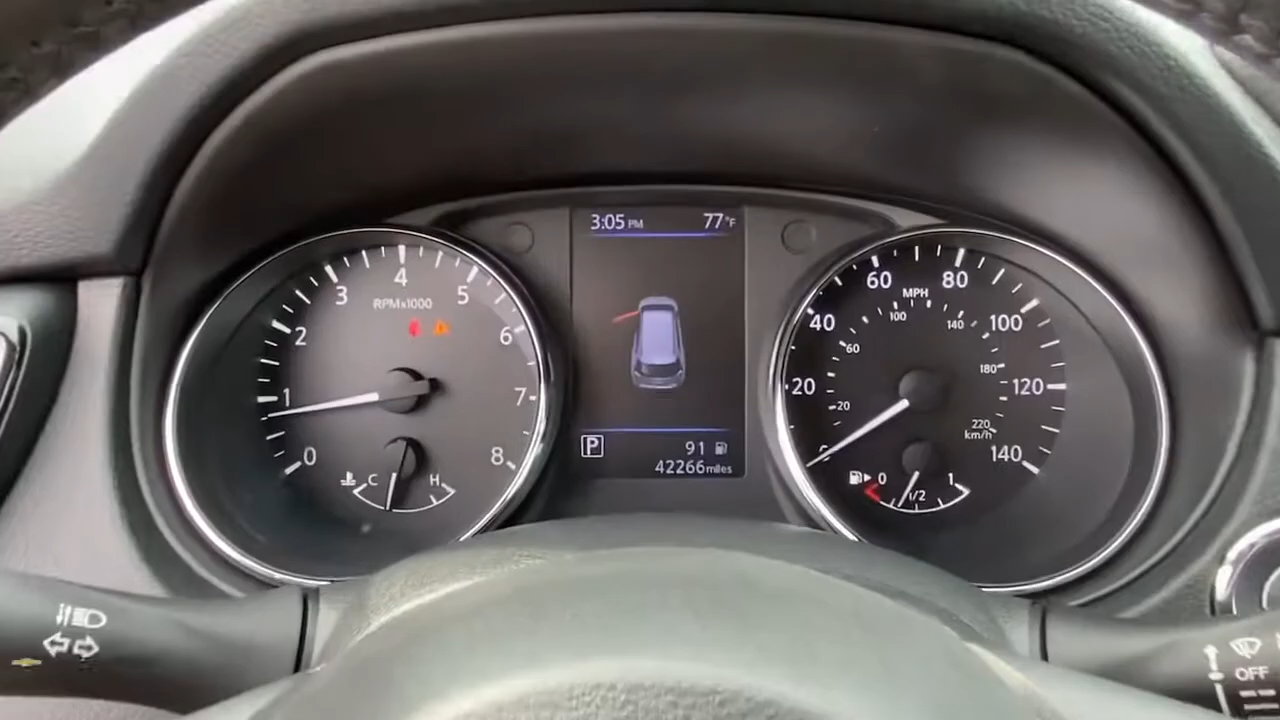 3:05 PM 77°F
4
3 5
RPMx1000
2 6
1 7
0 8
C H
P 91
42266 miles
60 80
MPH
100 140
40 100
60
180
20 120
20
220
km/h
140
0 1/2 1
OFF